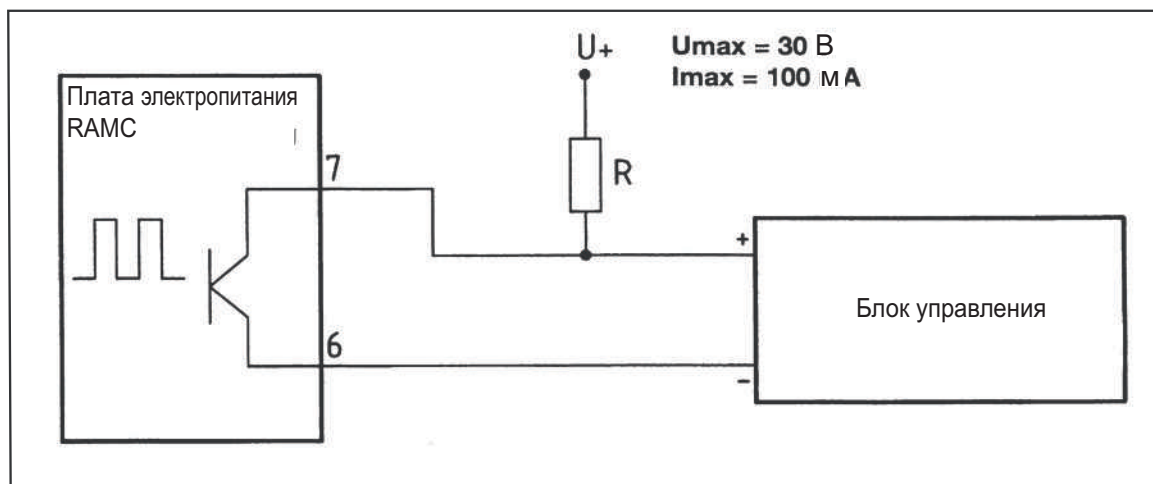 U+
Umax = 30 В
Imax = 100 мА
Плата электропитания
RAMC
7
R
+
Блок управления
6
-